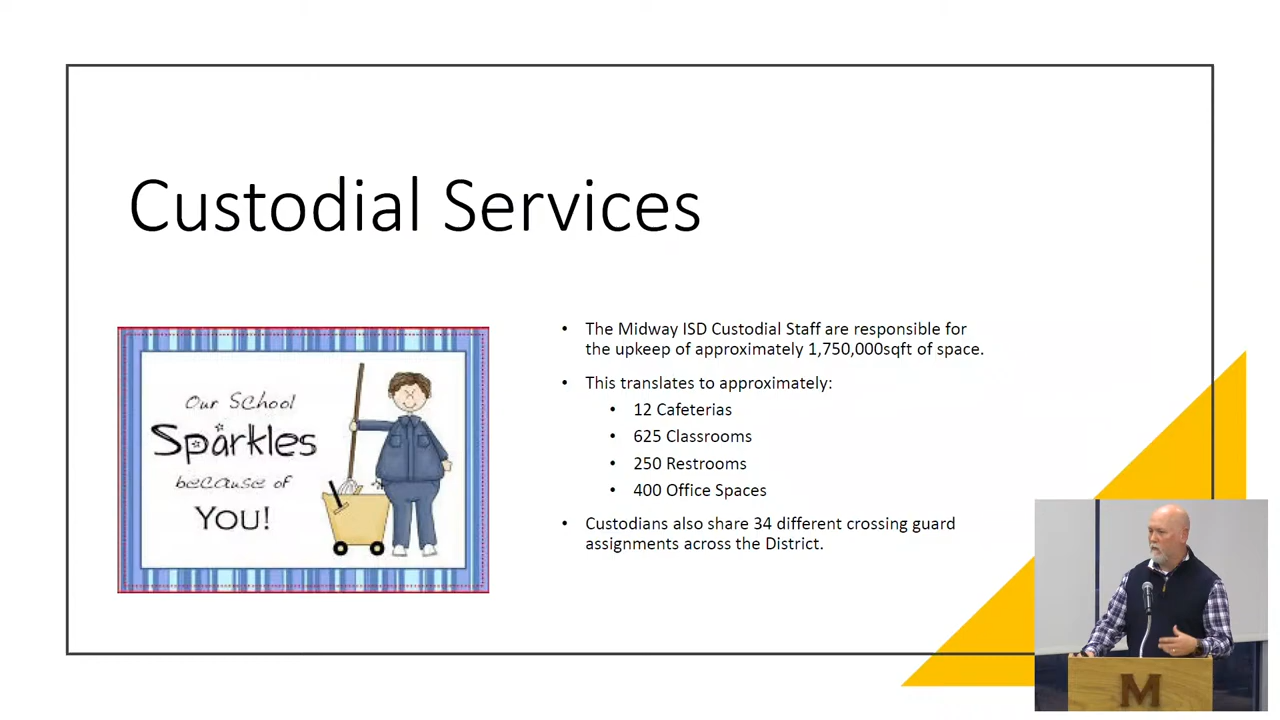 Custodial Services
Our School
Sparkles
because of
YOU!
• The Midway ISD Custodial Staff are responsible for
the upkeep of approximately 1,750,000sqft of space.
• This translates to approximately:
• 12 Cafeterias
• 625 Classrooms
• 250 Restrooms
• 400 Office Spaces
• Custodians also share 34 different crossing guard
assignments across the District.
M